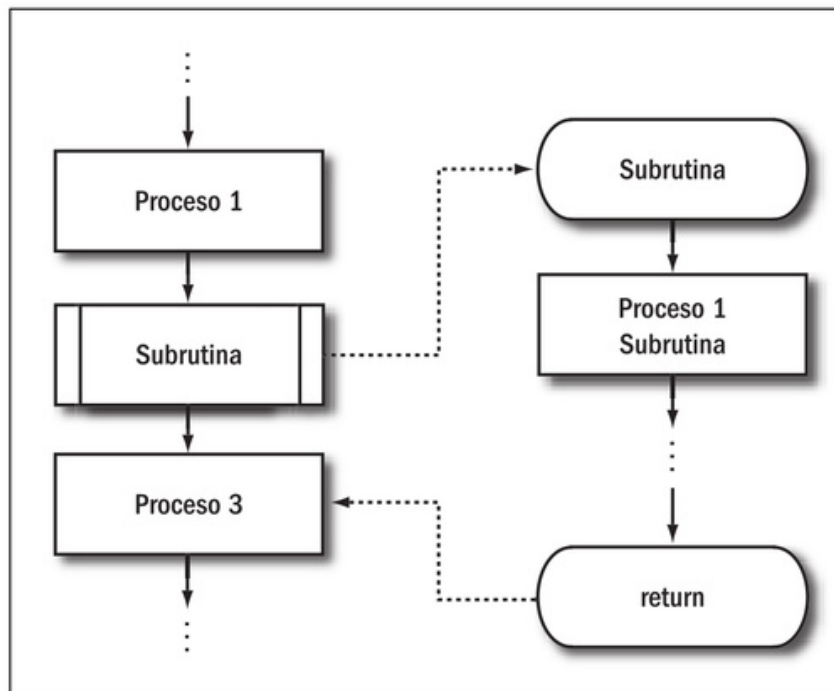 Proceso 1
Subrutina
Proceso 3
Subrutina
Proceso 1
Subrutina
return